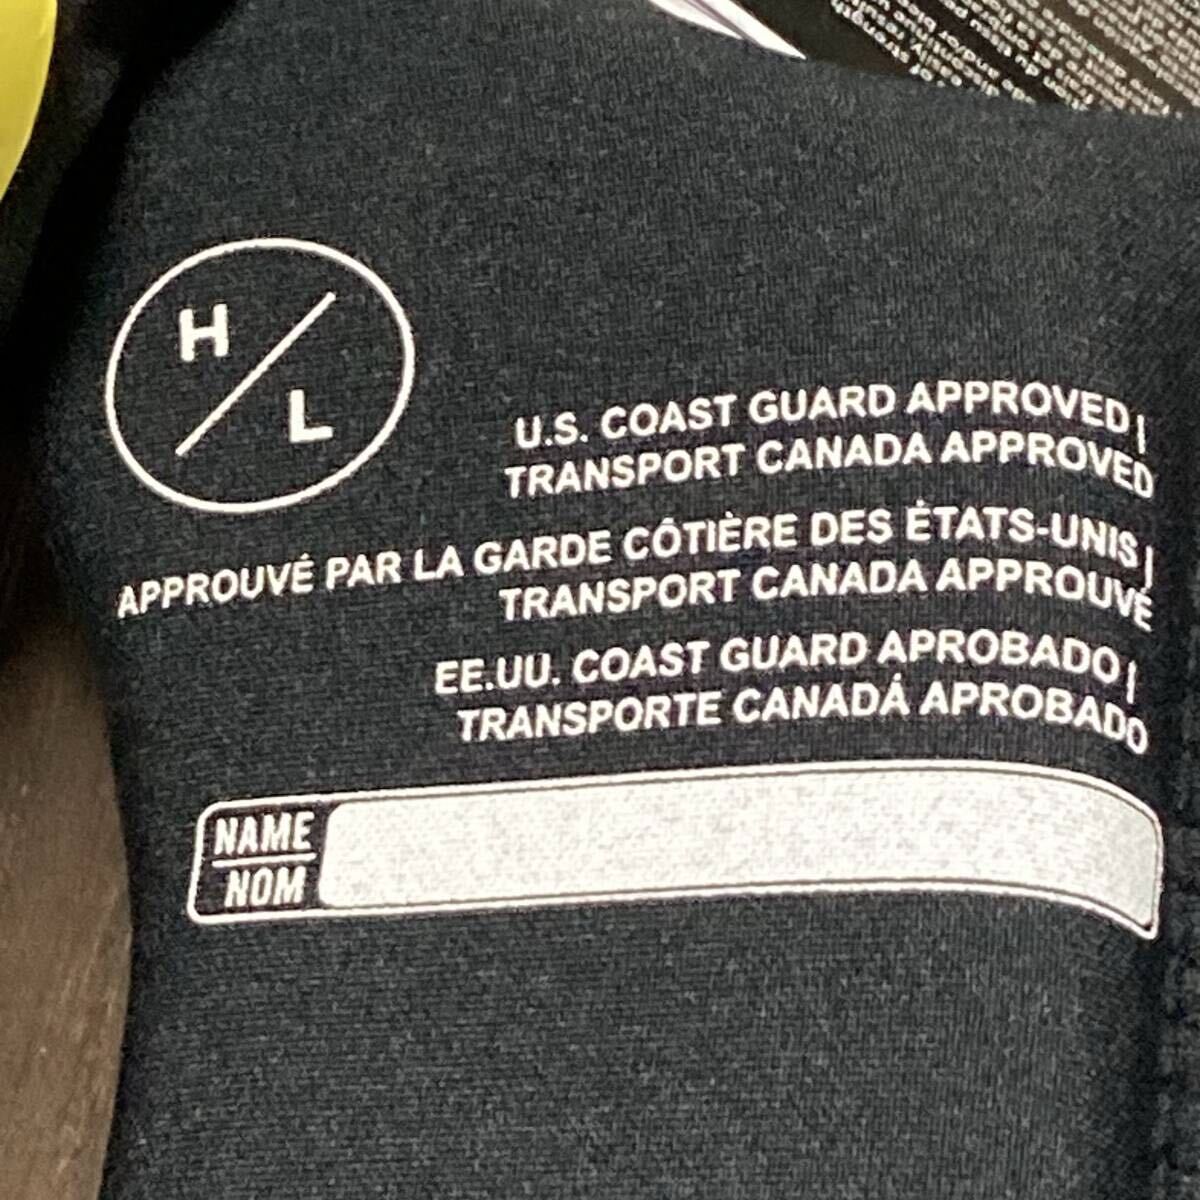 H
L
U.S. COAST GUARD APPROVED |
TRANSPORT CANADA APPROVED
APPROUVÉ PAR LA GARDE CÔTIÈRE DES ÉTATS-UNIS |
TRANSPORT CANADA APPROUVÉ
EE.UU. COAST GUARD APROBADO |
TRANSPORTE CANADÁ APROBADO
NAME
NOM